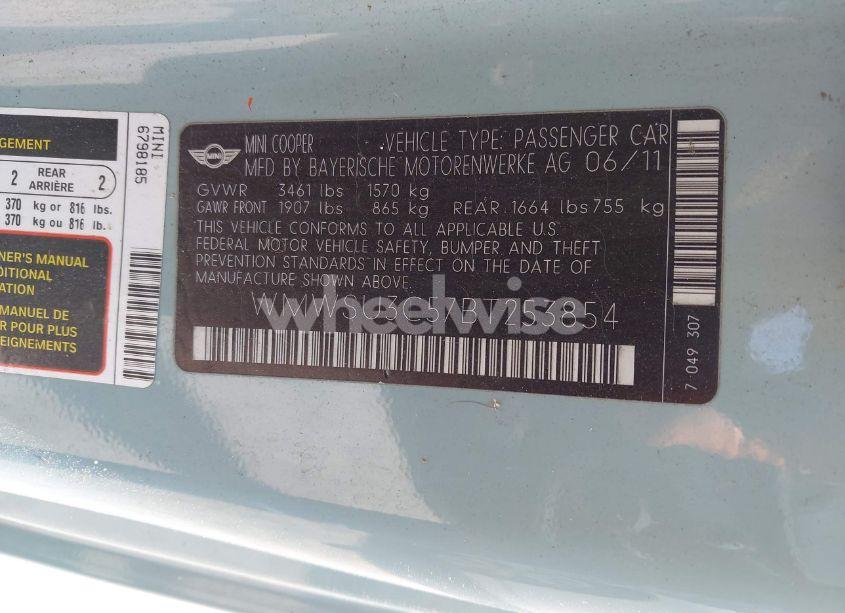 GEMENT
2 REAR
ARRIÈRE 2
370 kg or 816 lbs.
370 kg ou 816 lb.
NER'S MANUAL
DITIONAL
ATION
MANUEL DE
R POUR PLUS
SEIGNEMENTS
MINI
6798185
MINI
MINI COOPER VEHICLE TYPE: PASSENGER CAR
MFD BY BAYERISCHE MOTORENWERKE AG 06/11
GVWR 3461 lbs 1570 kg
GAWR FRONT 1907 lbs 865 kg REAR 1664 lbs 755 kg
THIS VEHICLE CONFORMS TO ALL APPLICABLE U.S.
FEDERAL MOTOR VEHICLE SAFETY, BUMPER, AND THEFT
PREVENTION STANDARDS IN EFFECT ON THE DATE OF
MANUFACTURE SHOWN ABOVE.
wheelwise
7 049 307